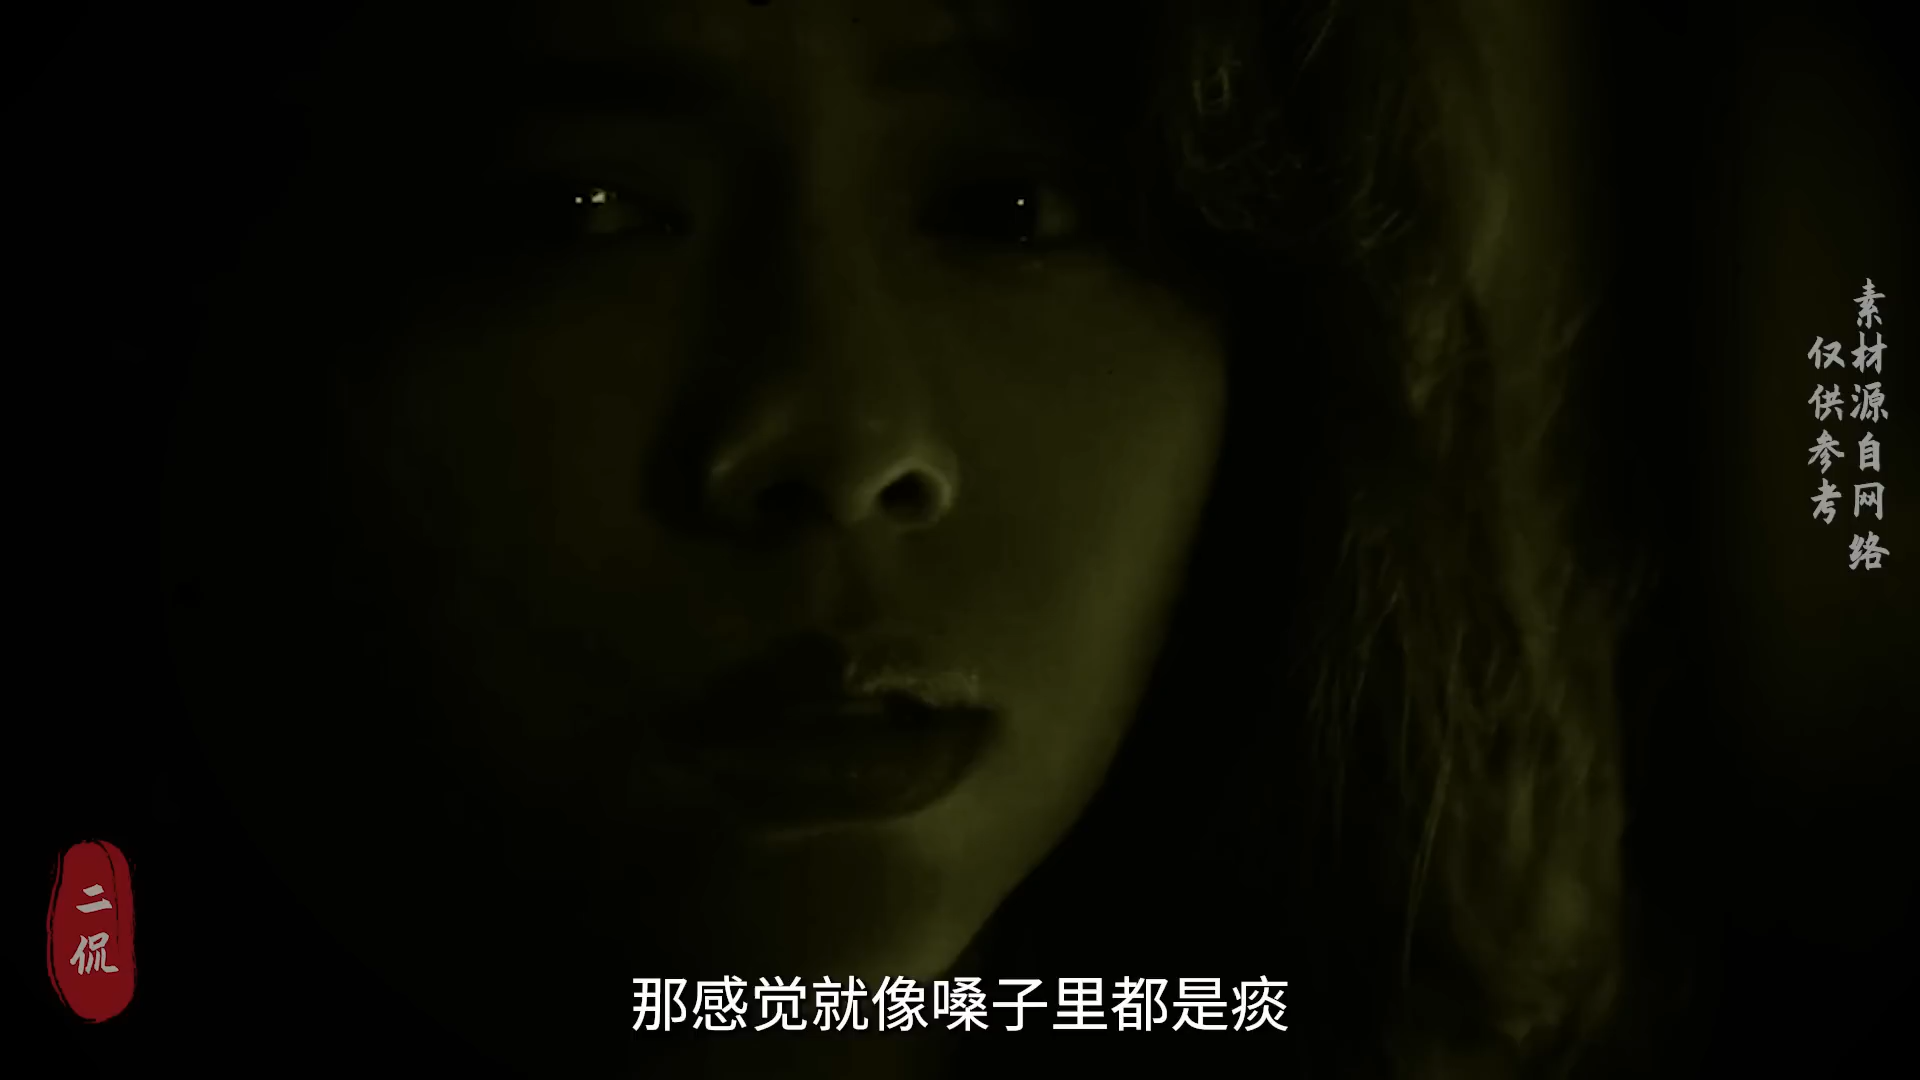 素材源自网络
仅供参考
二侃
那感觉就像嗓子里都是痰